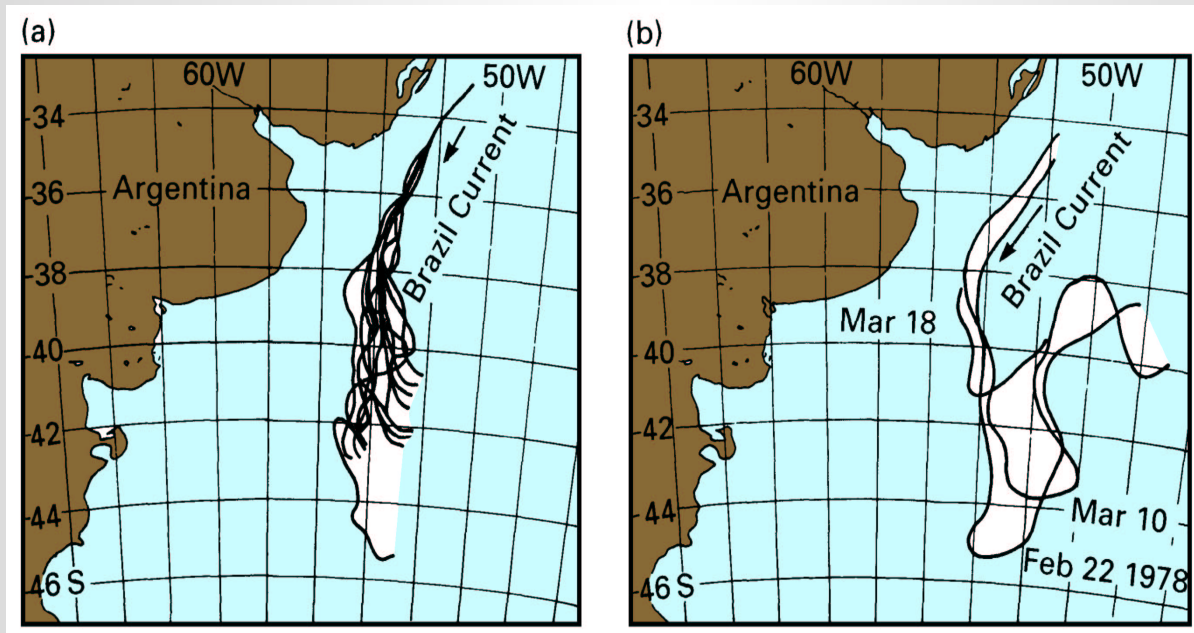 (a)
60W
50W
-34
Brazil Current
-36
Argentina
-38
-40
-42
-44
-46 S
(b)
60W
50W
-34
Brazil Current
-36
Argentina
-38
Mar 18
-40
-42
-44
Mar 10
Feb 22 1978
-46 S